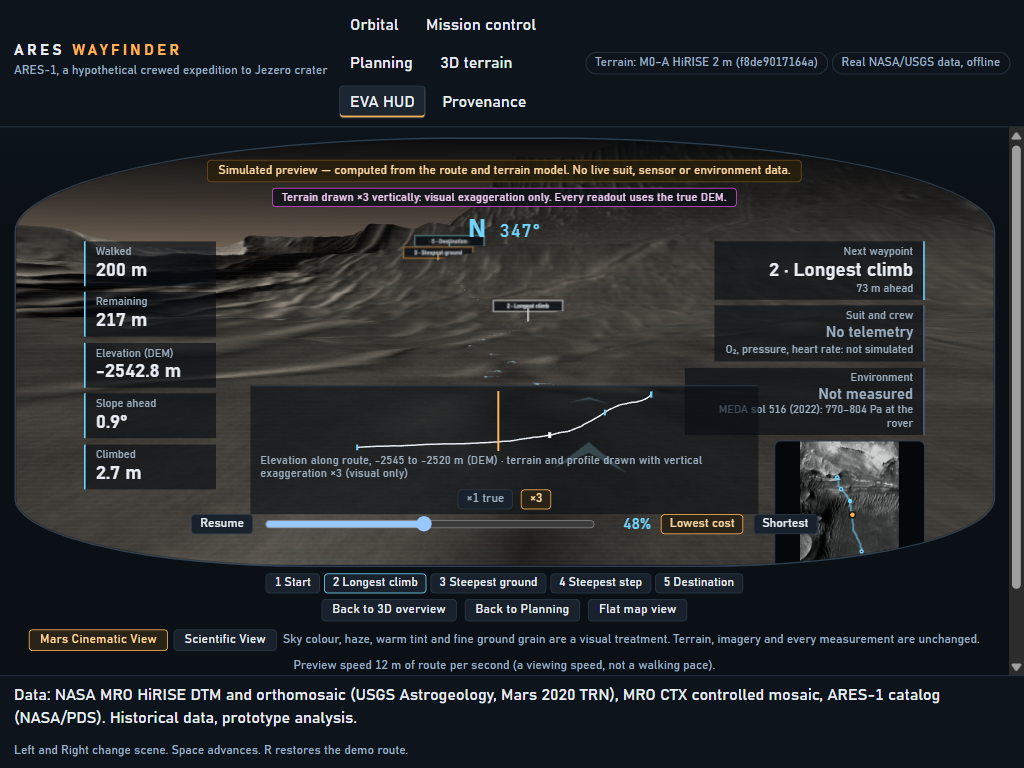 ARES WAYFINDER
ARES-1, a hypothetical crewed expedition to Jezero crater
Orbital
Mission control
Planning
3D terrain
EVA HUD
Provenance
Terrain: M0-A HiRISE 2 m (f8de9017164a)
Real NASA/USGS data, offline
Simulated preview — computed from the route and terrain model. No live suit, sensor or environment data.
Terrain drawn ×3 vertically: visual exaggeration only. Every readout uses the true DEM.
N 347°
5 · Destination
3 · Steepest ground
2 · Longest climb
Walked
200 m
Remaining
217 m
Elevation (DEM)
-2542.8 m
Slope ahead
0.9°
Climbed
2.7 m
Next waypoint
2 · Longest climb
73 m ahead
Suit and crew
No telemetry
O₂, pressure, heart rate: not simulated
Environment
Not measured
MEDA sol 516 (2022): 770–804 Pa at the
rover
Elevation along route, -2545 to -2520 m (DEM) · terrain and profile drawn with vertical
exaggeration ×3 (visual only)
×1 true
×3
Resume
48%
Lowest cost
Shortest
1 Start
2 Longest climb
3 Steepest ground
4 Steepest step
5 Destination
Back to 3D overview
Back to Planning
Flat map view
Mars Cinematic View
Scientific View
Sky colour, haze, warm tint and fine ground grain are a visual treatment. Terrain, imagery and every measurement are unchanged.
Preview speed 12 m of route per second (a viewing speed, not a walking pace).
Data: NASA MRO HiRISE DTM and orthomosaic (USGS Astrogeology, Mars 2020 TRN), MRO CTX controlled mosaic, ARES-1 catalog
(NASA/PDS). Historical data, prototype analysis.
Left and Right change scene. Space advances. R restores the demo route.